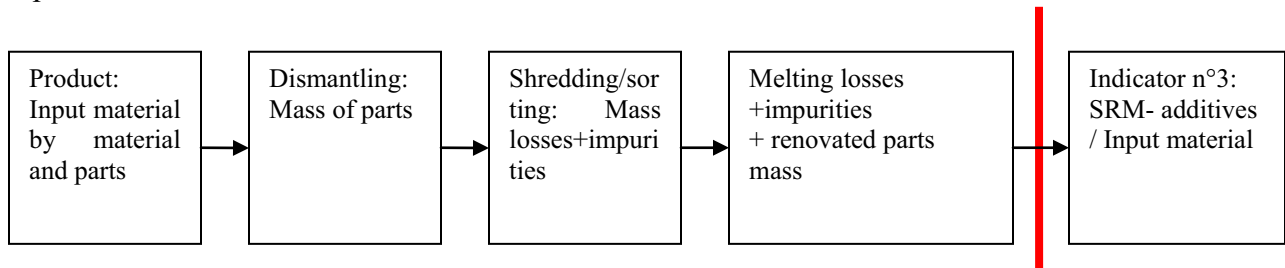 Product:
Input material
by material
and parts
Dismantling:
Mass of parts
Shredding/sor
ting: Mass
losses+impuri
ties
Melting losses
+impurities
+ renovated parts
mass
Indicator n°3:
SRM- additives
/ Input material